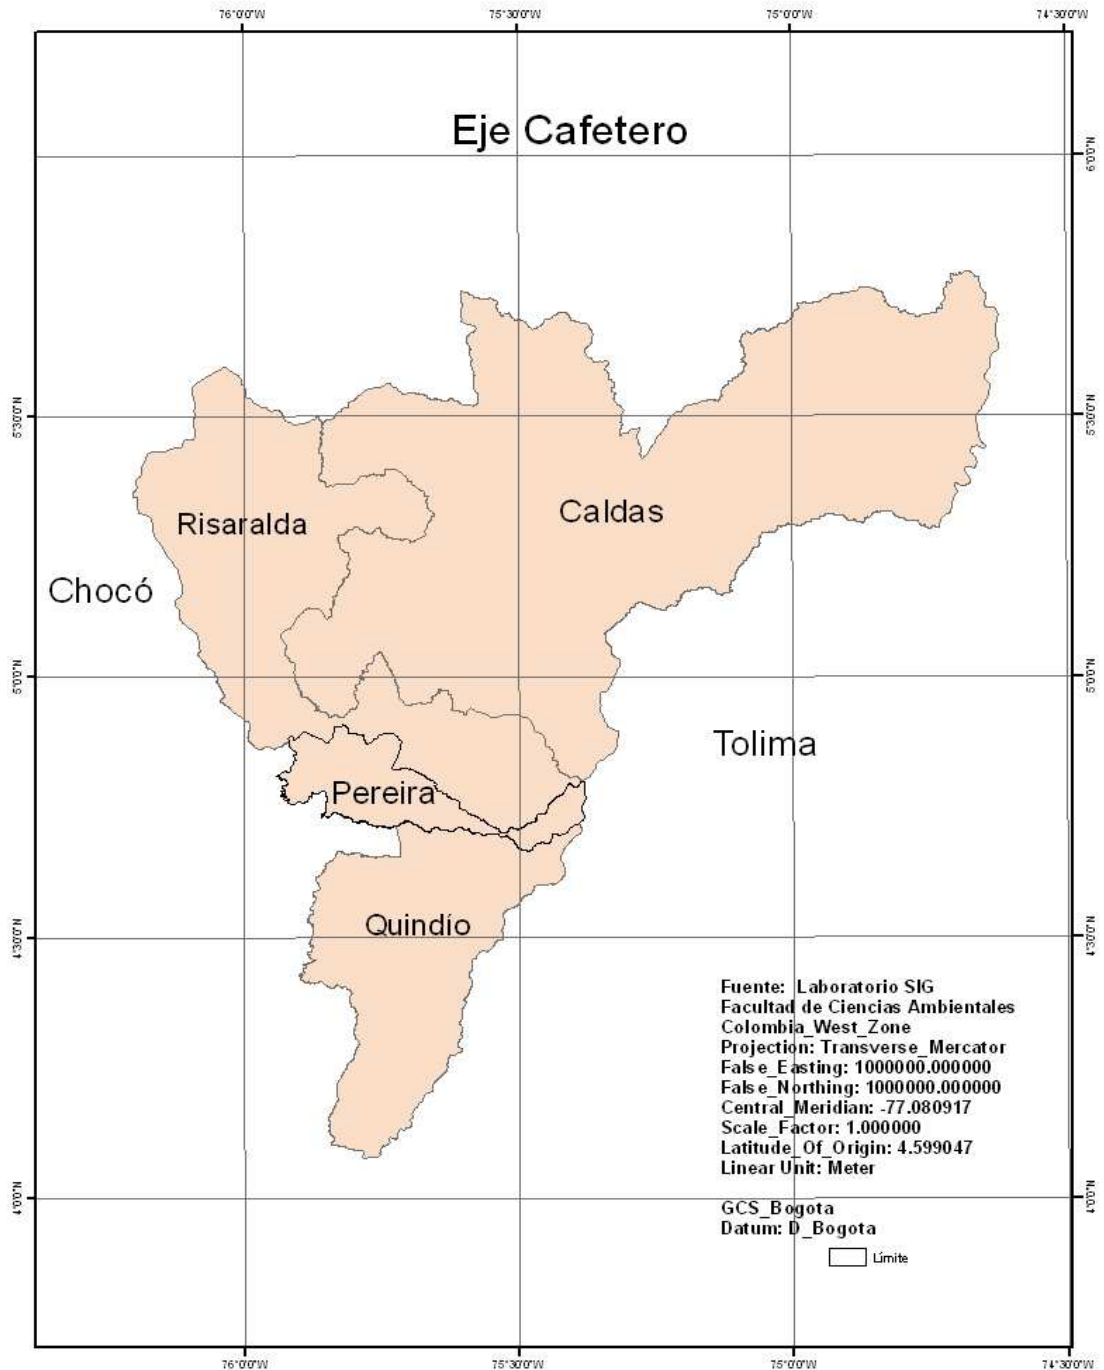 76°0'0"W 75°30'0"W 75°0'0"W 74°30'0"W
Eje Cafetero
6°0'0"N
5°30'0"N 5°30'0"N
Caldas
Risaralda
Chocó
5°0'0"N 5°0'0"N
Tolima
Pereira
Quindío
4°30'0"N 4°30'0"N
Fuente: Laboratorio SIG
Facultad de Ciencias Ambientales
Colombia_West_Zone
Projection: Transverse_Mercator
False_Easting: 1000000.000000
False_Northing: 1000000.000000
Central_Meridian: -77.080917
Scale_Factor: 1.000000
Latitude_Of_Origin: 4.599047
Linear Unit: Meter
4°0'0"N 4°0'0"N
GCS_Bogota
Datum: D_Bogota
Límite
76°0'0"W 75°30'0"W 75°0'0"W 74°30'0"W